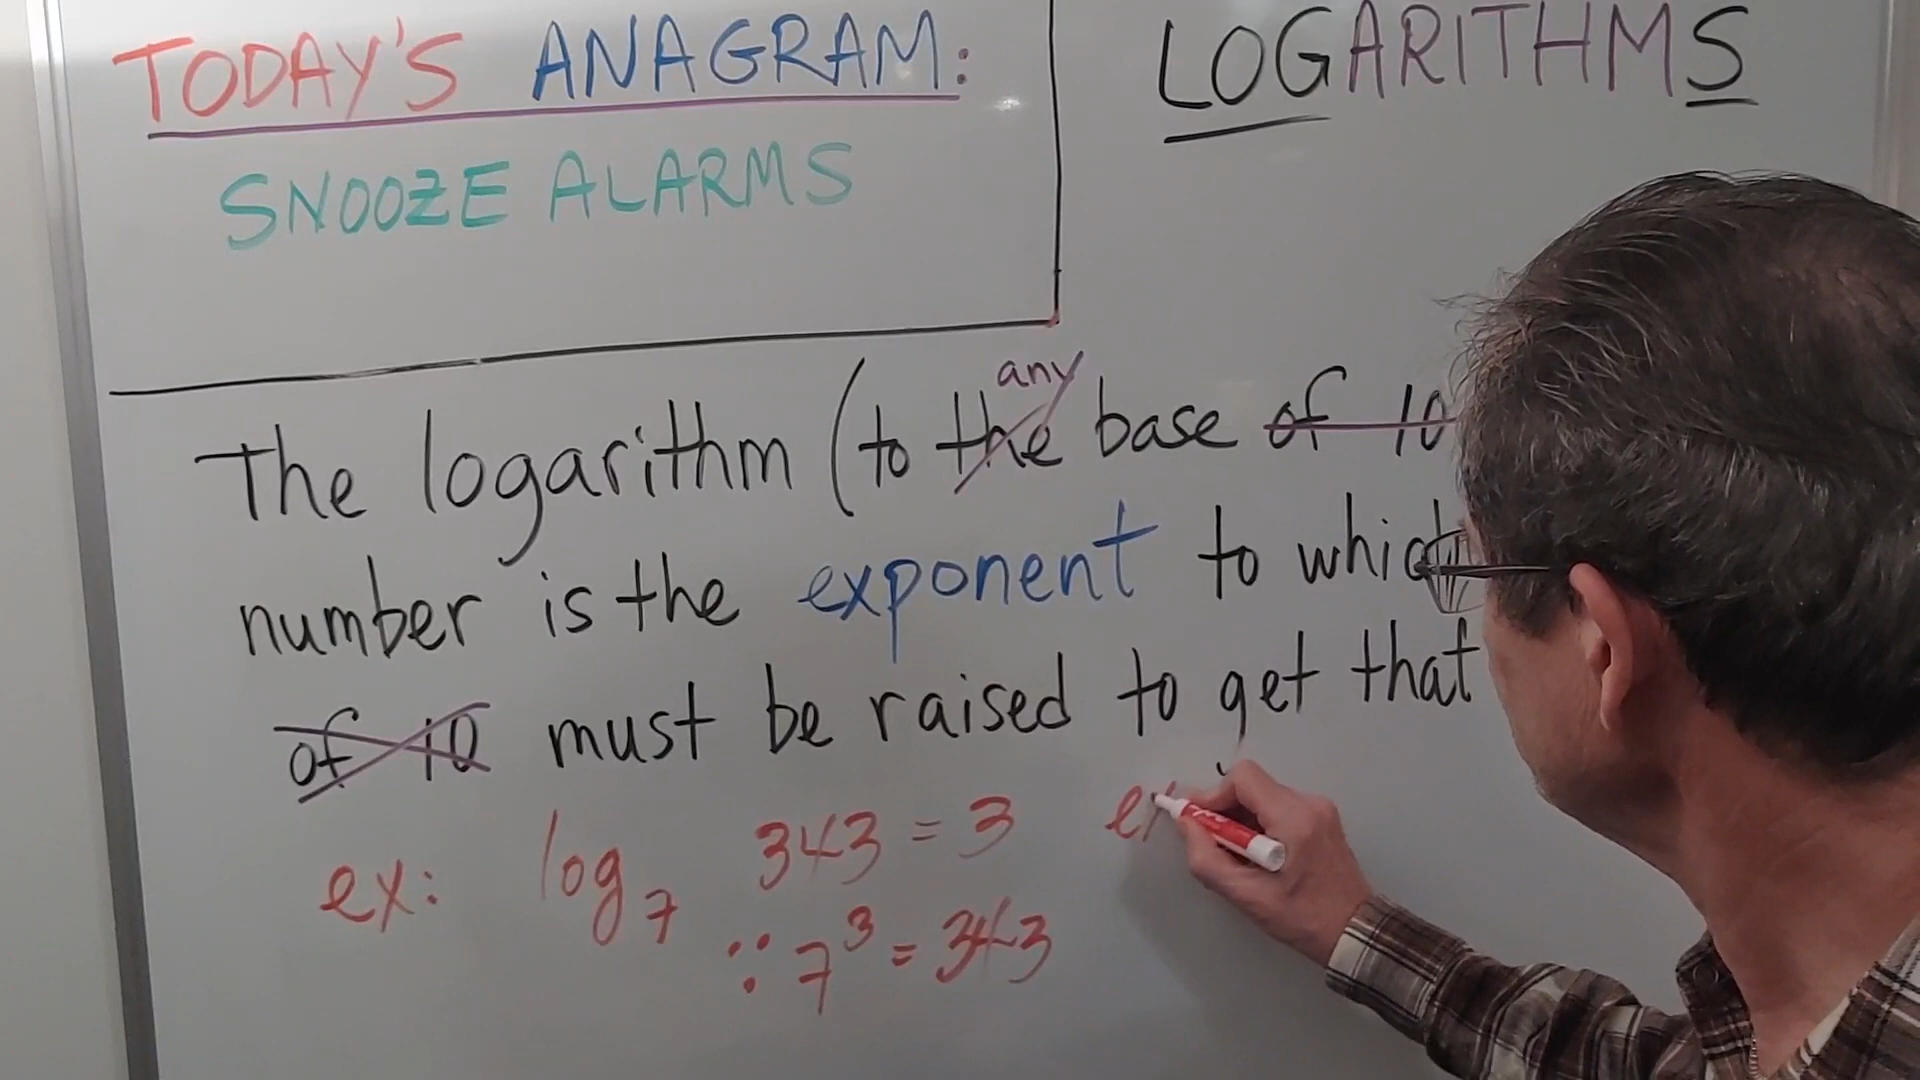 TODAY'S ANAGRAM:
SNOOZE ALARMS
LOGARITHMS
any
The logarithm (to the base of 10
number is the exponent to which
of 10 must be raised to get that
ex: log₇ 343 = 3 ex
∵ 7³ = 343